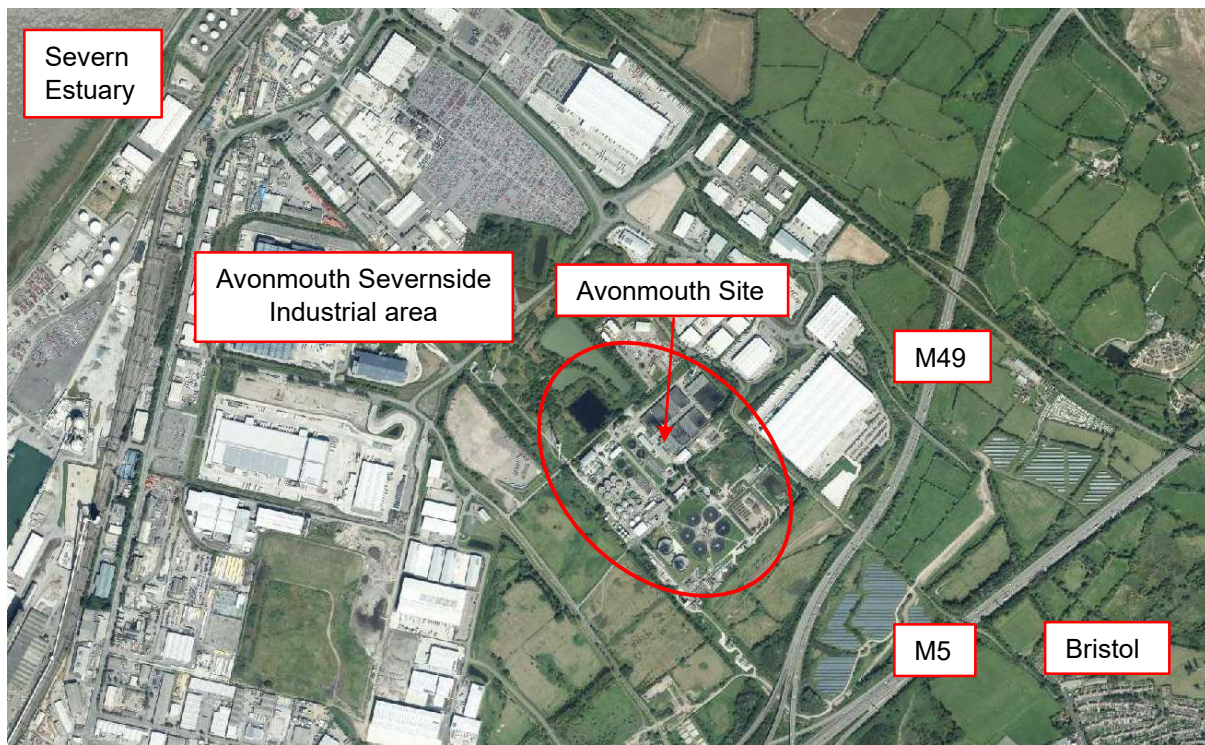 Severn
Estuary
Avonmouth Severnside
Industrial area
Avonmouth Site
M49
M5
Bristol